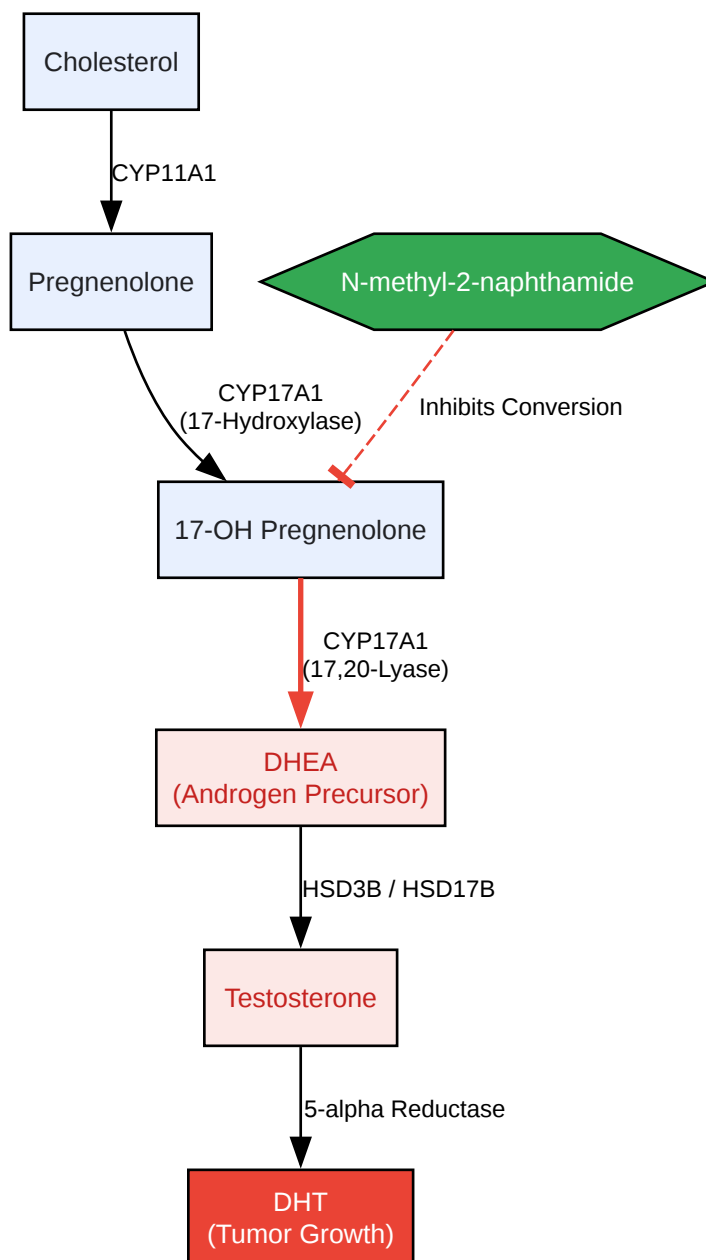 Cholesterol
CYP11A1
Pregnenolone
N-methyl-2-naphthamide
CYP17A1
(17-Hydroxylase)
Inhibits Conversion
17-OH Pregnenolone
CYP17A1
(17,20-Lyase)
DHEA
(Androgen Precursor)
HSD3B / HSD17B
Testosterone
5-alpha Reductase
DHT
(Tumor Growth)